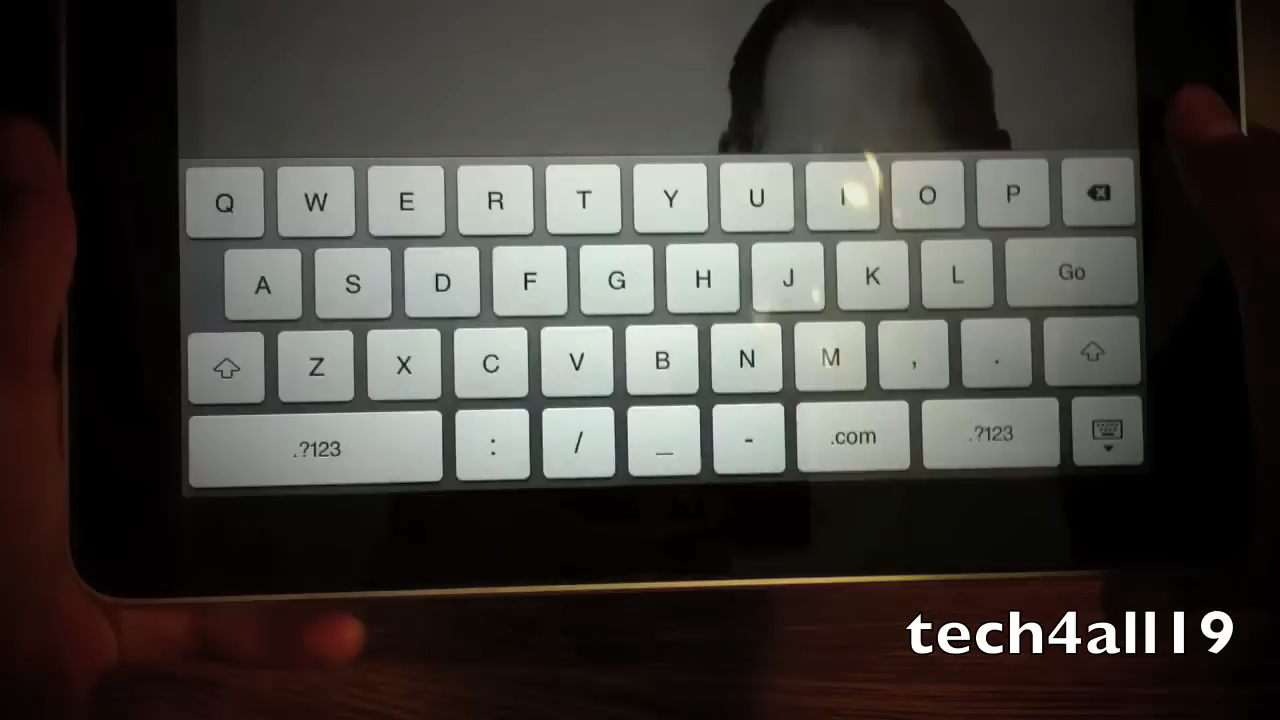 Q W E R T Y U I O P
A S D F G H J K L Go
Z X C V B N M , .
.?123 : / _ - .com .?123
tech4all19